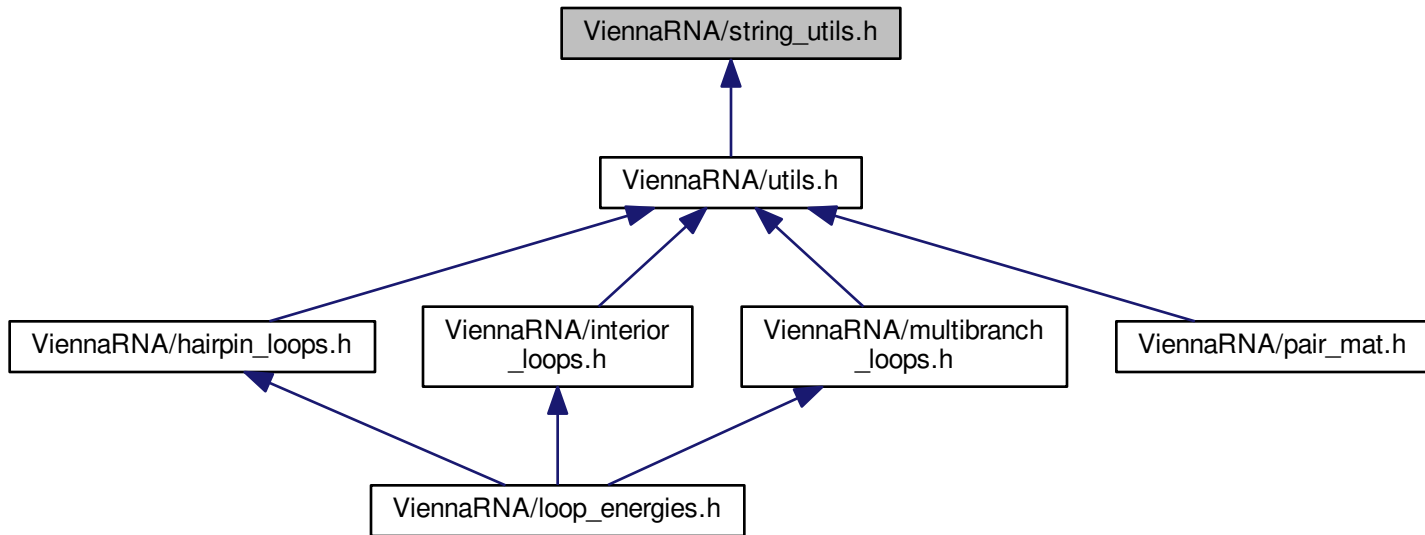 ViennaRNA/string_utils.h
ViennaRNA/utils.h
ViennaRNA/hairpin_loops.h
ViennaRNA/interior
_loops.h
ViennaRNA/multibranch
_loops.h
ViennaRNA/pair_mat.h
ViennaRNA/loop_energies.h